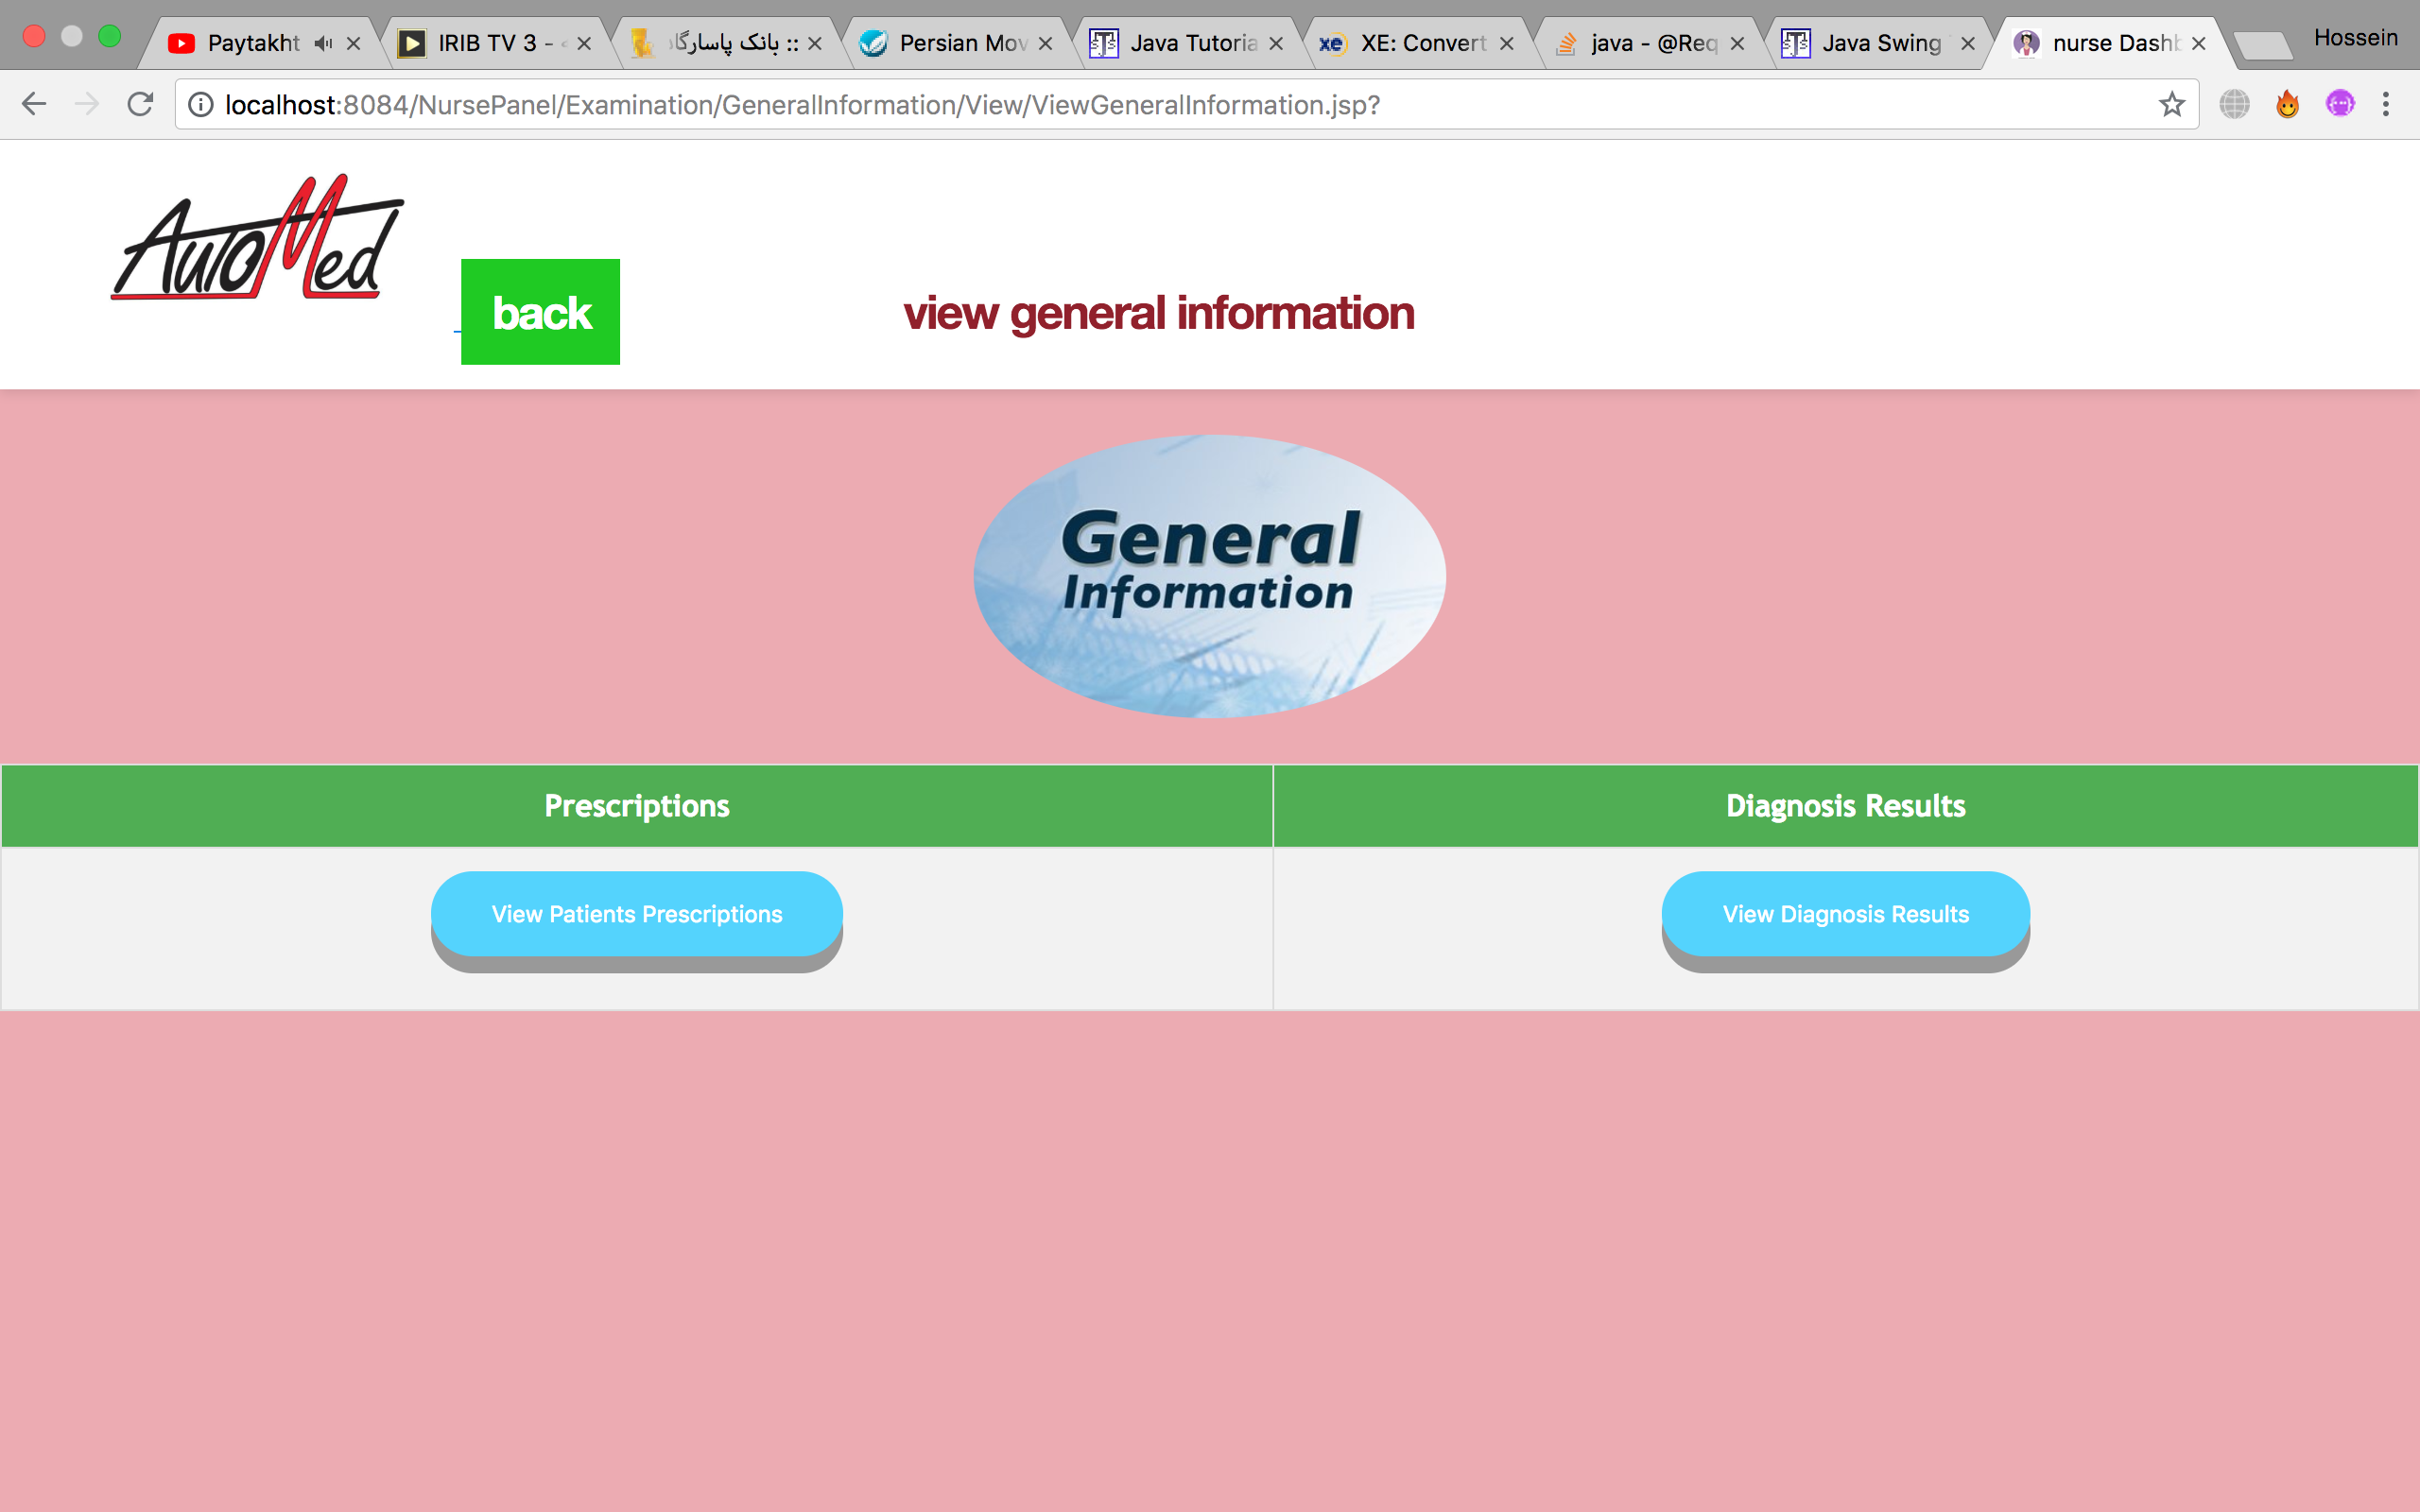 Paytakht
IRIB TV 3 -
بانک پاسارگاد ::
Persian Mov
Java Tutoria
XE: Convert
java - @Req
Java Swing
nurse Dashb
Hossein
localhost:8084/NursePanel/Examination/GeneralInformation/View/ViewGeneralInformation.jsp?
AutoMed
back
view general information
General
Information
Prescriptions
Diagnosis Results
View Patients Prescriptions
View Diagnosis Results